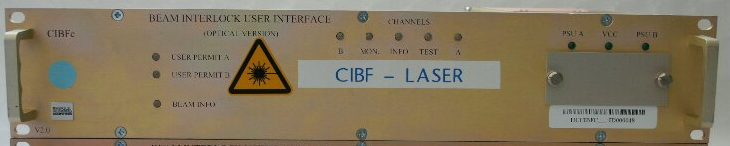 BEAM INTERLOCK USER INTERFACE
(OPTICAL VERSION)
CIBFc
CHANNELS
B MON. INFO TEST A
USER PERMIT A
USER PERMIT B
BEAM INFO
CIBF - LASER
PSU A VCC PSU B
V2.0